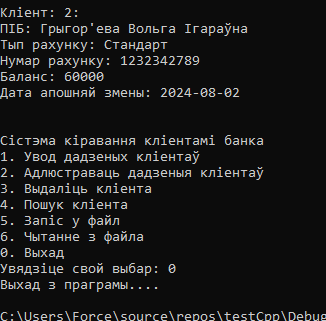 Кліент: 2:
ПІБ: Грыгор'ева Вольга Ігараўна
Тып рахунку: Стандарт
Нумар рахунку: 1232342789
Баланс: 60000
Дата апошняй змены: 2024-08-02
Сістэма кіравання кліентамі банка
1. Увод дадзеных кліентаў
2. Адлюстраваць дадзеныя кліентаў
3. Выдаліць кліента
4. Пошук кліента
5. Запіс у файл
6. Чытанне з файла
0. Выхад
Увядзіце свой выбар: 0
Выхад з праграмы....
C:\Users\Force\source\repos\testCpp\Debug